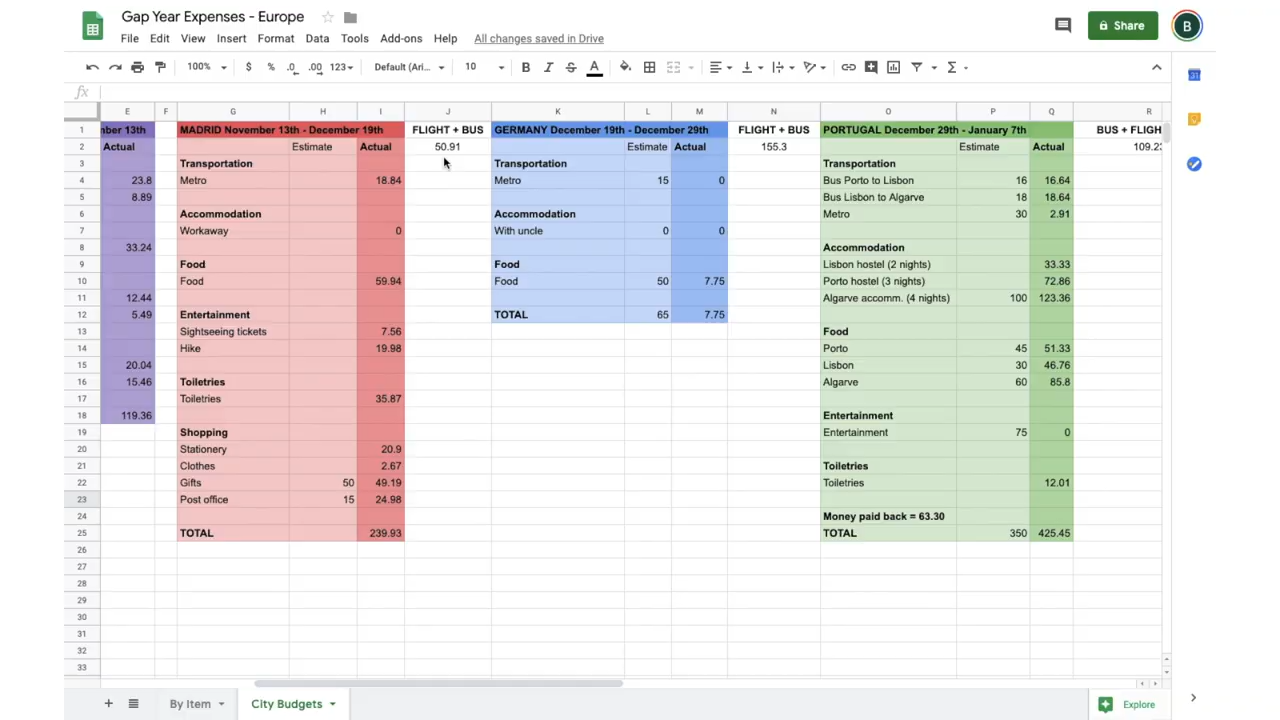 Gap Year Expenses - Europe
File Edit View Insert Format Data Tools Add-ons Help All changes saved in Drive
Share
B
100% $ % .0 .00 123 Default (Ari... 10 B I S A Σ
31
fx
E F G H I J K L M N O P Q R
1 nber 13th MADRID November 13th - December 19th FLIGHT + BUS GERMANY December 19th - December 29th FLIGHT + BUS PORTUGAL December 29th - January 7th BUS + FLIGH
2 Actual Estimate Actual 50.91 Estimate Actual 155.3 Estimate Actual 109.23
3 Transportation Transportation Transportation
4 23.8 Metro 18.84 Metro 15 0 Bus Porto to Lisbon 16 16.64
5 8.89 Bus Lisbon to Algarve 18 18.64
6 Accommodation Accommodation Metro 30 2.91
7 Workaway 0 With uncle 0 0
8 33.24 Accommodation
9 Food Food Lisbon hostel (2 nights) 33.33
10 Food 59.94 Food 50 7.75 Porto hostel (3 nights) 72.86
11 12.44 Algarve accomm. (4 nights) 100 123.36
12 5.49 Entertainment TOTAL 65 7.75
13 Sightseeing tickets 7.56 Food
14 Hike 19.98 Porto 45 51.33
15 20.04 Lisbon 30 46.76
16 15.46 Toiletries Algarve 60 85.8
17 Toiletries 35.87
18 119.36 Entertainment
19 Shopping Entertainment 75 0
20 Stationery 20.9
21 Clothes 2.67 Toiletries
22 Gifts 50 49.19 Toiletries 12.01
23 Post office 15 24.98
24 Money paid back = 63.30
25 TOTAL 239.93 TOTAL 350 425.45
26
27
28
29
30
31
32
33
+ By Item City Budgets Explore